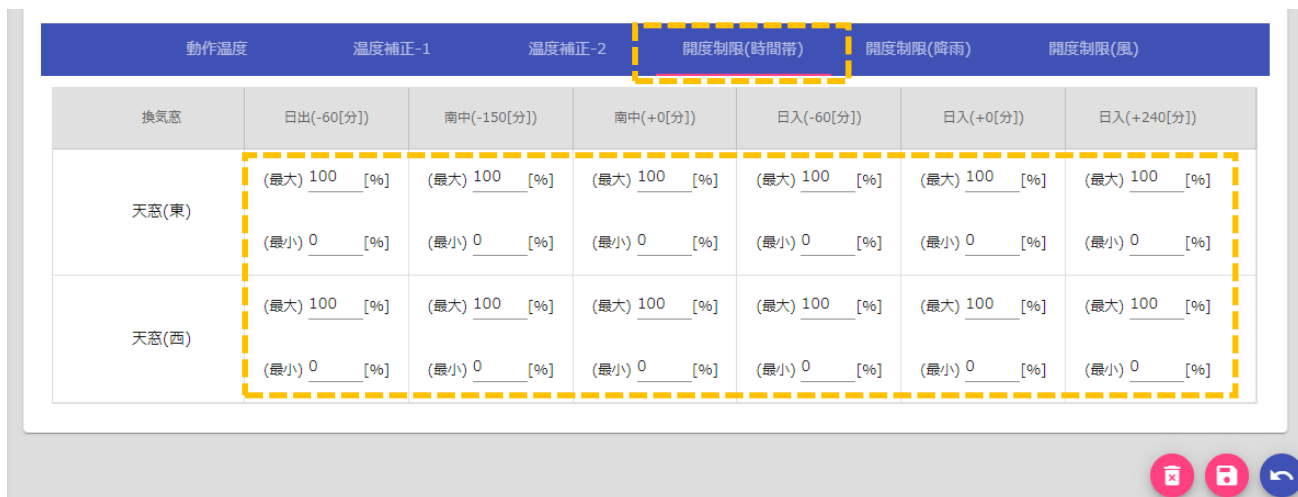 動作温度 温度補正-1 温度補正-2 開度制限(時間帯) 開度制限(降雨) 開度制限(風)
換気窓 日出(-60[分]) 南中(-150[分]) 南中(+0[分]) 日入(-60[分]) 日入(+0[分]) 日入(+240[分])
(最大) 100 [%] (最大) 100 [%] (最大) 100 [%] (最大) 100 [%] (最大) 100 [%] (最大) 100 [%]
天窓(東)
(最小) 0 [%] (最小) 0 [%] (最小) 0 [%] (最小) 0 [%] (最小) 0 [%] (最小) 0 [%]
(最大) 100 [%] (最大) 100 [%] (最大) 100 [%] (最大) 100 [%] (最大) 100 [%] (最大) 100 [%]
天窓(西)
(最小) 0 [%] (最小) 0 [%] (最小) 0 [%] (最小) 0 [%] (最小) 0 [%] (最小) 0 [%]